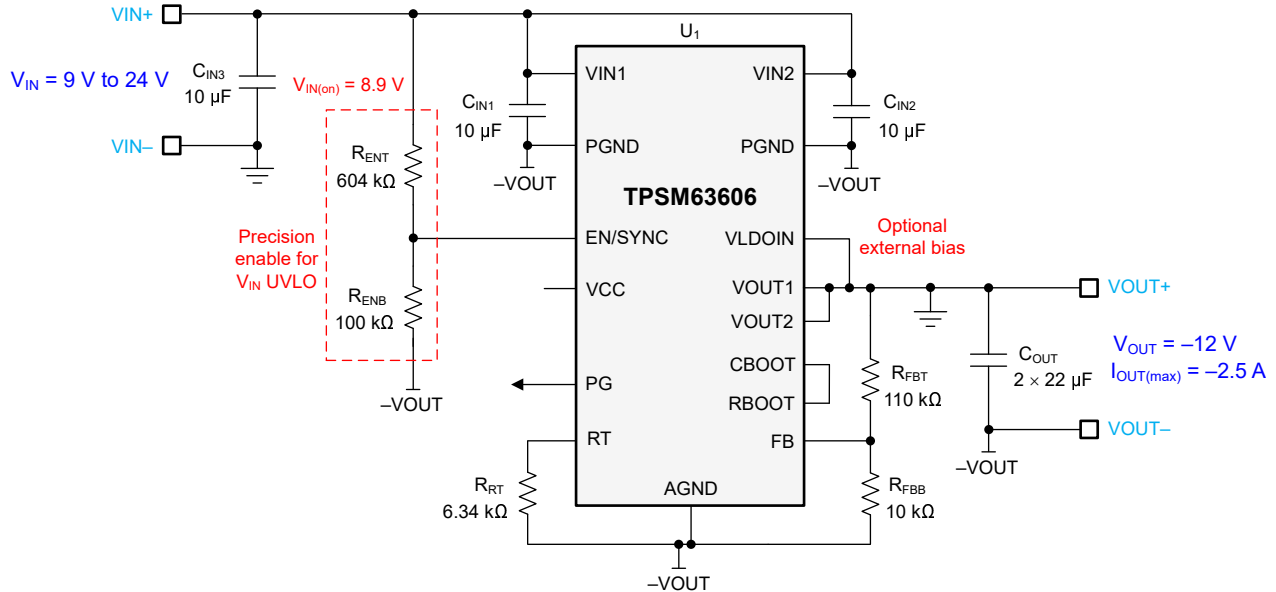 VIN+
U1
VIN = 9 V to 24 V
CIN3
10 µF
VIN(on) = 8.9 V
VIN–
RENT
604 kΩ
Precision
enable for
VIN UVLO
RENB
100 kΩ
–VOUT
CIN1
10 µF
–VOUT
VIN1
PGND
EN/SYNC
VCC
PG
RT
TPSM63606
AGND
VIN2
PGND
VLDOIN
VOUT1
VOUT2
CBOOT
RBOOT
FB
CIN2
10 µF
–VOUT
Optional
external bias
RFBT
110 kΩ
RFBB
10 kΩ
RRT
6.34 kΩ
–VOUT
COUT
2 × 22 µF
–VOUT
VOUT+
VOUT = –12 V
IOUT(max) = –2.5 A
VOUT–